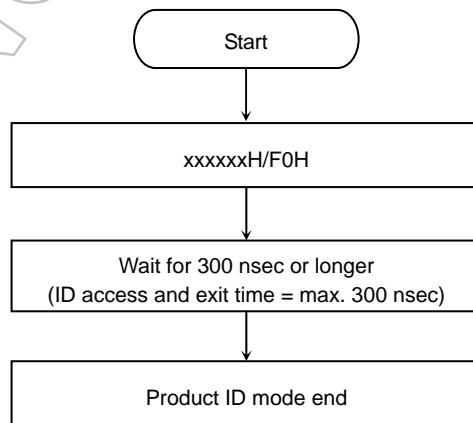 Start
xxxxxxH/F0H
Wait for 300 nsec or longer
(ID access and exit time = max. 300 nsec)
Product ID mode end